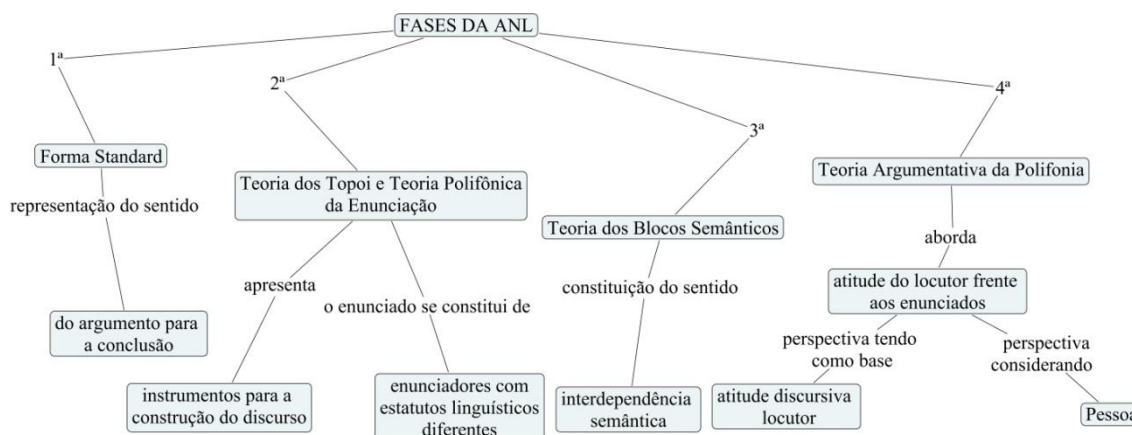 FASES DA ANL
1ª
2ª
3ª
4ª
Forma Standard
representação do sentido
do argumento para
a conclusão
Teoria dos Topoi e Teoria Polifônica
da Enunciação
apresenta
instrumentos para a
construção do discurso
o enunciado se constitui de
enunciadores com
estatutos linguísticos
diferentes
Teoria dos Blocos Semânticos
constituição do sentido
interdependência
semântica
Teoria Argumentativa da Polifonia
aborda
atitude do locutor frente
aos enunciados
perspectiva tendo
como base
atitude discursiva
locutor
perspectiva
considerando
Pessoa